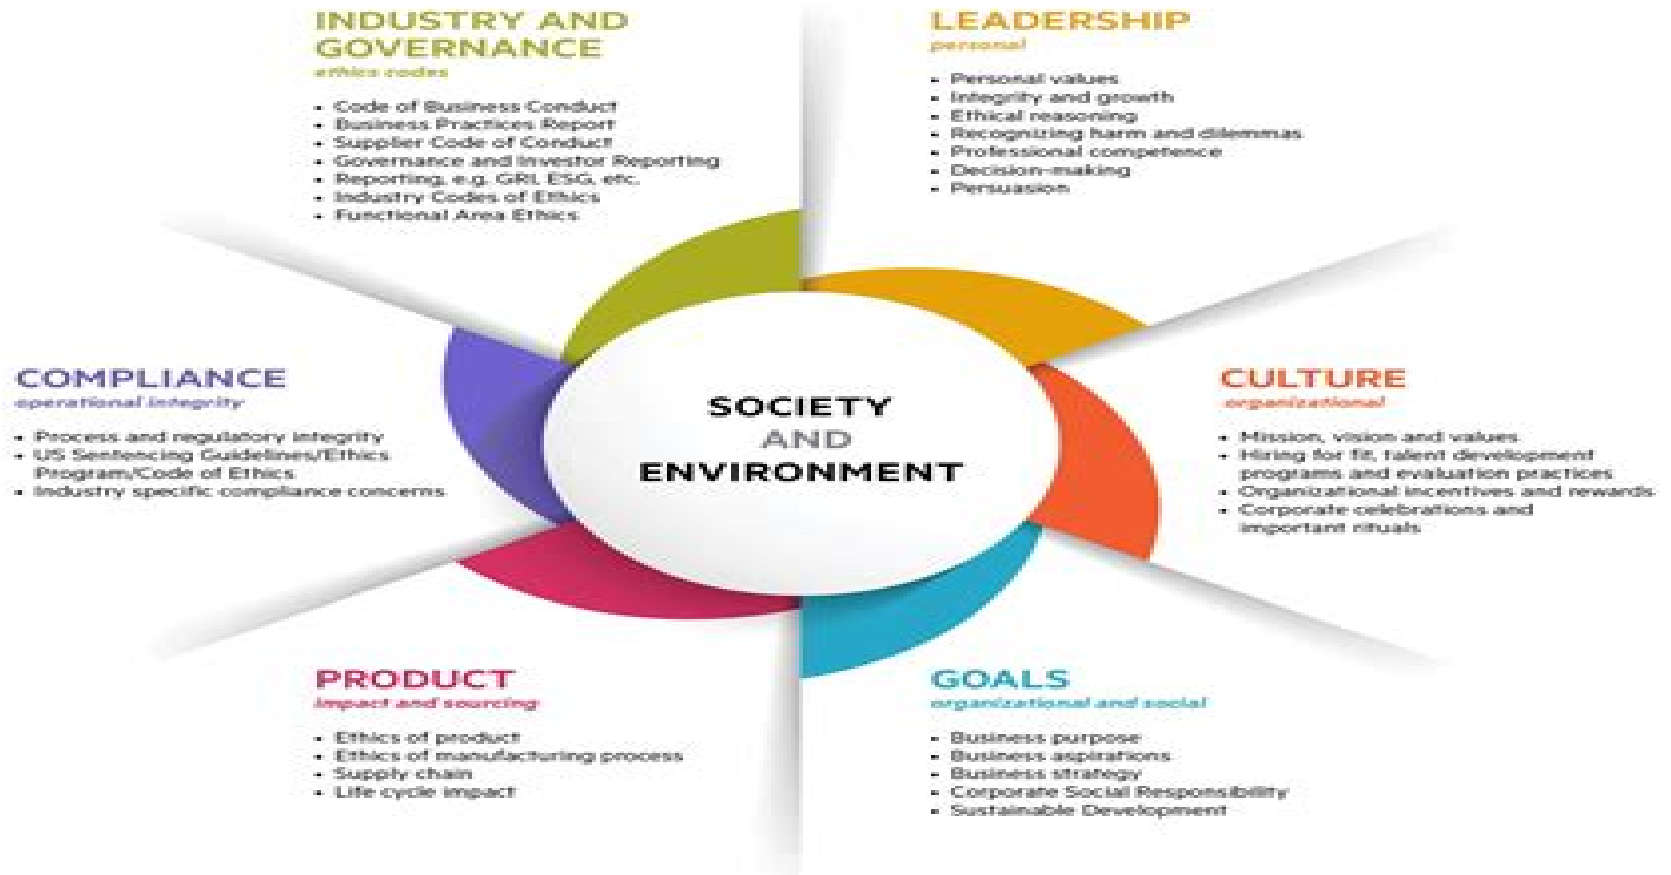 INDUSTRY AND
GOVERNANCE
ethics codes
• Code of Business Conduct
• Business Practices Report
• Supplier Code of Conduct
• Governance and Investor Reporting
• Reporting, e.g. GRI, ESG, etc.
• Industry Codes of Ethics
• Functional Area Ethics
LEADERSHIP
personal
• Personal values
• Integrity and growth
• Ethical reasoning
• Recognizing harm and dilemmas
• Professional competence
• Decision-making
• Persuasion
COMPLIANCE
operational integrity
• Process and regulatory integrity
• US Sentencing Guidelines/Ethics
Program/Code of Ethics
• Industry specific compliance concerns
SOCIETY
AND
ENVIRONMENT
CULTURE
organizational
• Mission, vision and values
• Hiring for fit, talent development
programs and evaluation practices
• Organizational incentives and rewards
• Corporate celebrations and
important rituals
PRODUCT
impact and sourcing
• Ethics of product
• Ethics of manufacturing process
• Supply chain
• Life cycle impact
GOALS
organizational and social
• Business purpose
• Business aspirations
• Business strategy
• Corporate Social Responsibility
• Sustainable Development